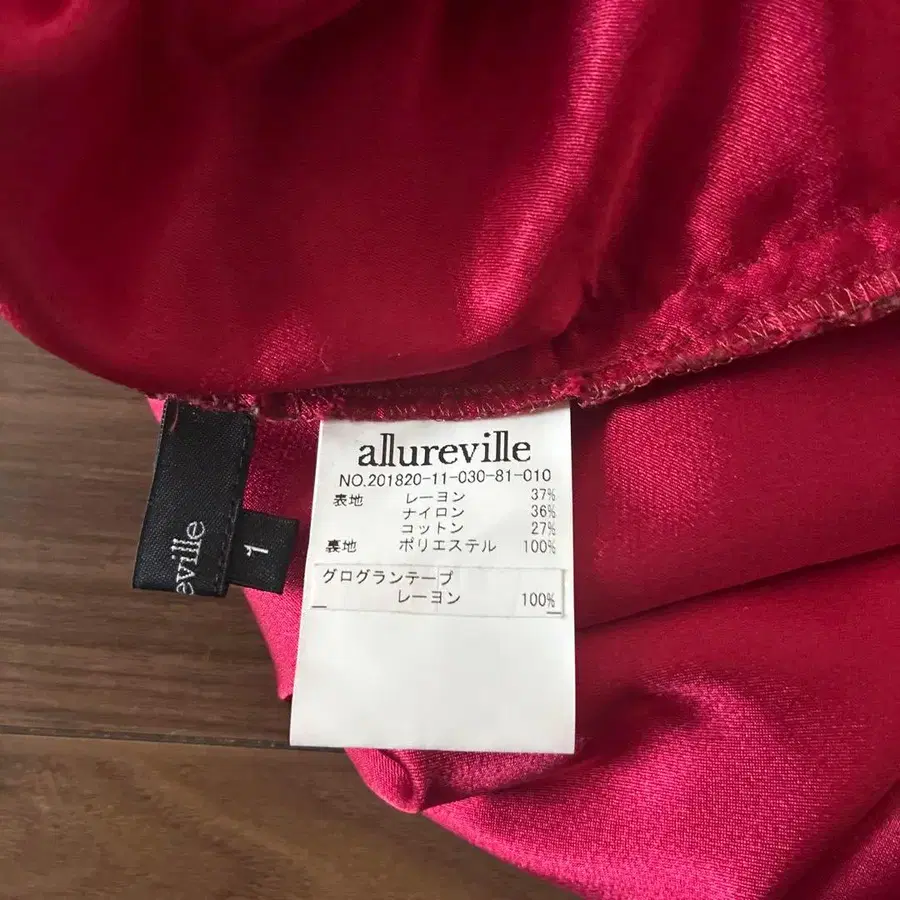 allureville
NO.201820-11-030-81-010
表地 レーヨン 37%
ナイロン 36%
コットン 27%
裏地 ポリエステル 100%
グログランテープ
レーヨン 100%
eville
1